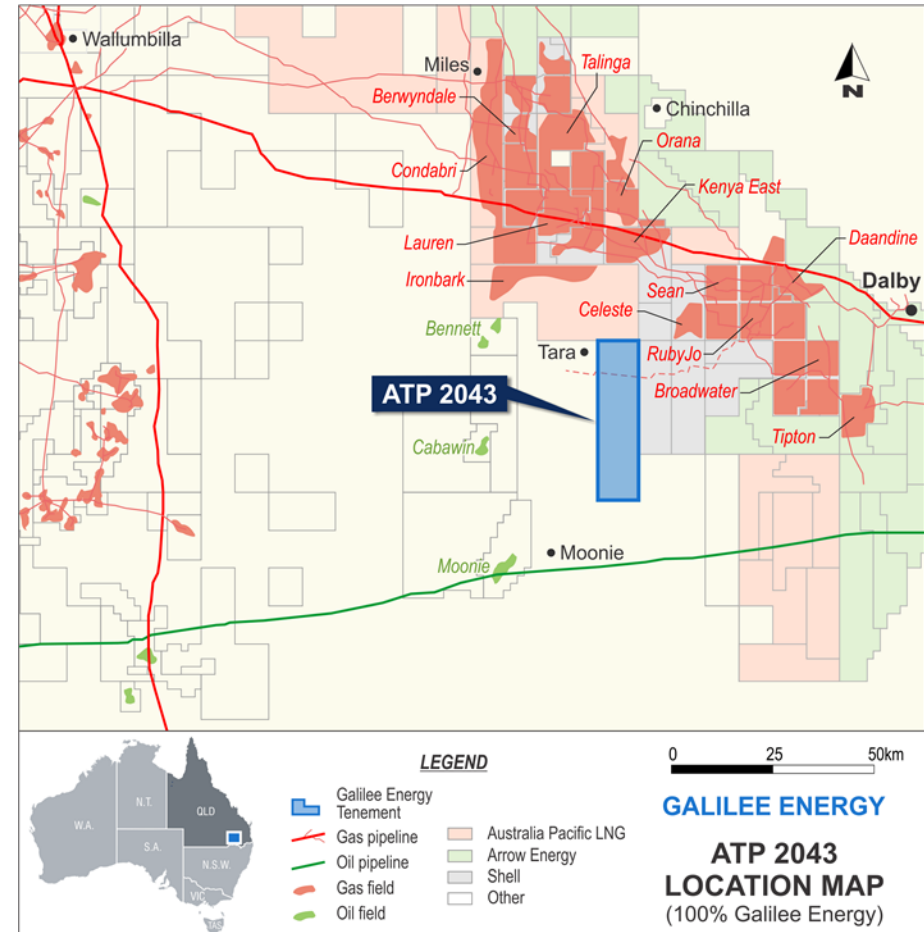 Wallumbilla
Miles
Talinga
Berwyndale
Chinchilla
N
Orana
Condabri
Kenya East
Lauren
Daandine
Ironbark
Sean
Dalby
Celeste
Bennett
Tara
RubyJo
ATP 2043
Broadwater
Cabawin
Tipton
Moonie
Moonie
LEGEND
Galilee Energy
Tenement
Gas pipeline
Oil pipeline
Gas field
Oil field
Australia Pacific LNG
Arrow Energy
Shell
Other
0 25 50km
GALILEE ENERGY
ATP 2043
LOCATION MAP
(100% Galilee Energy)
N.T.
QLD
W.A.
S.A.
N.S.W.
VIC
TAS